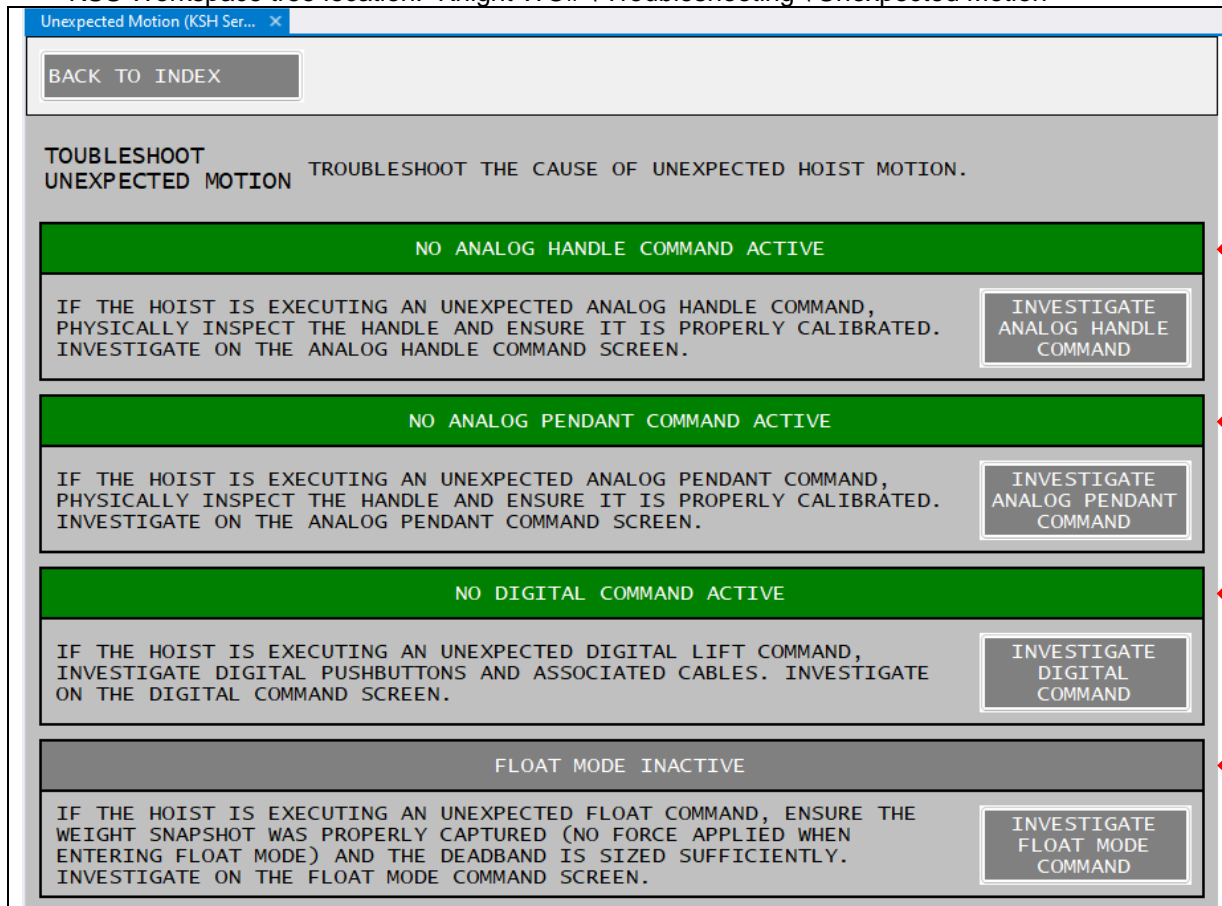 Unexpected Motion (KSH Ser... ×
BACK TO INDEX
TOUBLESHOOT
UNEXPECTED MOTION
TROUBLESHOOT THE CAUSE OF UNEXPECTED HOIST MOTION.
NO ANALOG HANDLE COMMAND ACTIVE
IF THE HOIST IS EXECUTING AN UNEXPECTED ANALOG HANDLE COMMAND,
PHYSICALLY INSPECT THE HANDLE AND ENSURE IT IS PROPERLY CALIBRATED.
INVESTIGATE ON THE ANALOG HANDLE COMMAND SCREEN.
INVESTIGATE
ANALOG HANDLE
COMMAND
NO ANALOG PENDANT COMMAND ACTIVE
IF THE HOIST IS EXECUTING AN UNEXPECTED ANALOG PENDANT COMMAND,
PHYSICALLY INSPECT THE HANDLE AND ENSURE IT IS PROPERLY CALIBRATED.
INVESTIGATE ON THE ANALOG PENDANT COMMAND SCREEN.
INVESTIGATE
ANALOG PENDANT
COMMAND
NO DIGITAL COMMAND ACTIVE
IF THE HOIST IS EXECUTING AN UNEXPECTED DIGITAL LIFT COMMAND,
INVESTIGATE DIGITAL PUSHBUTTONS AND ASSOCIATED CABLES. INVESTIGATE
ON THE DIGITAL COMMAND SCREEN.
INVESTIGATE
DIGITAL
COMMAND
FLOAT MODE INACTIVE
IF THE HOIST IS EXECUTING AN UNEXPECTED FLOAT COMMAND, ENSURE THE
WEIGHT SNAPSHOT WAS PROPERLY CAPTURED (NO FORCE APPLIED WHEN
ENTERING FLOAT MODE) AND THE DEADBAND IS SIZED SUFFICIENTLY.
INVESTIGATE ON THE FLOAT MODE COMMAND SCREEN.
INVESTIGATE
FLOAT MODE
COMMAND